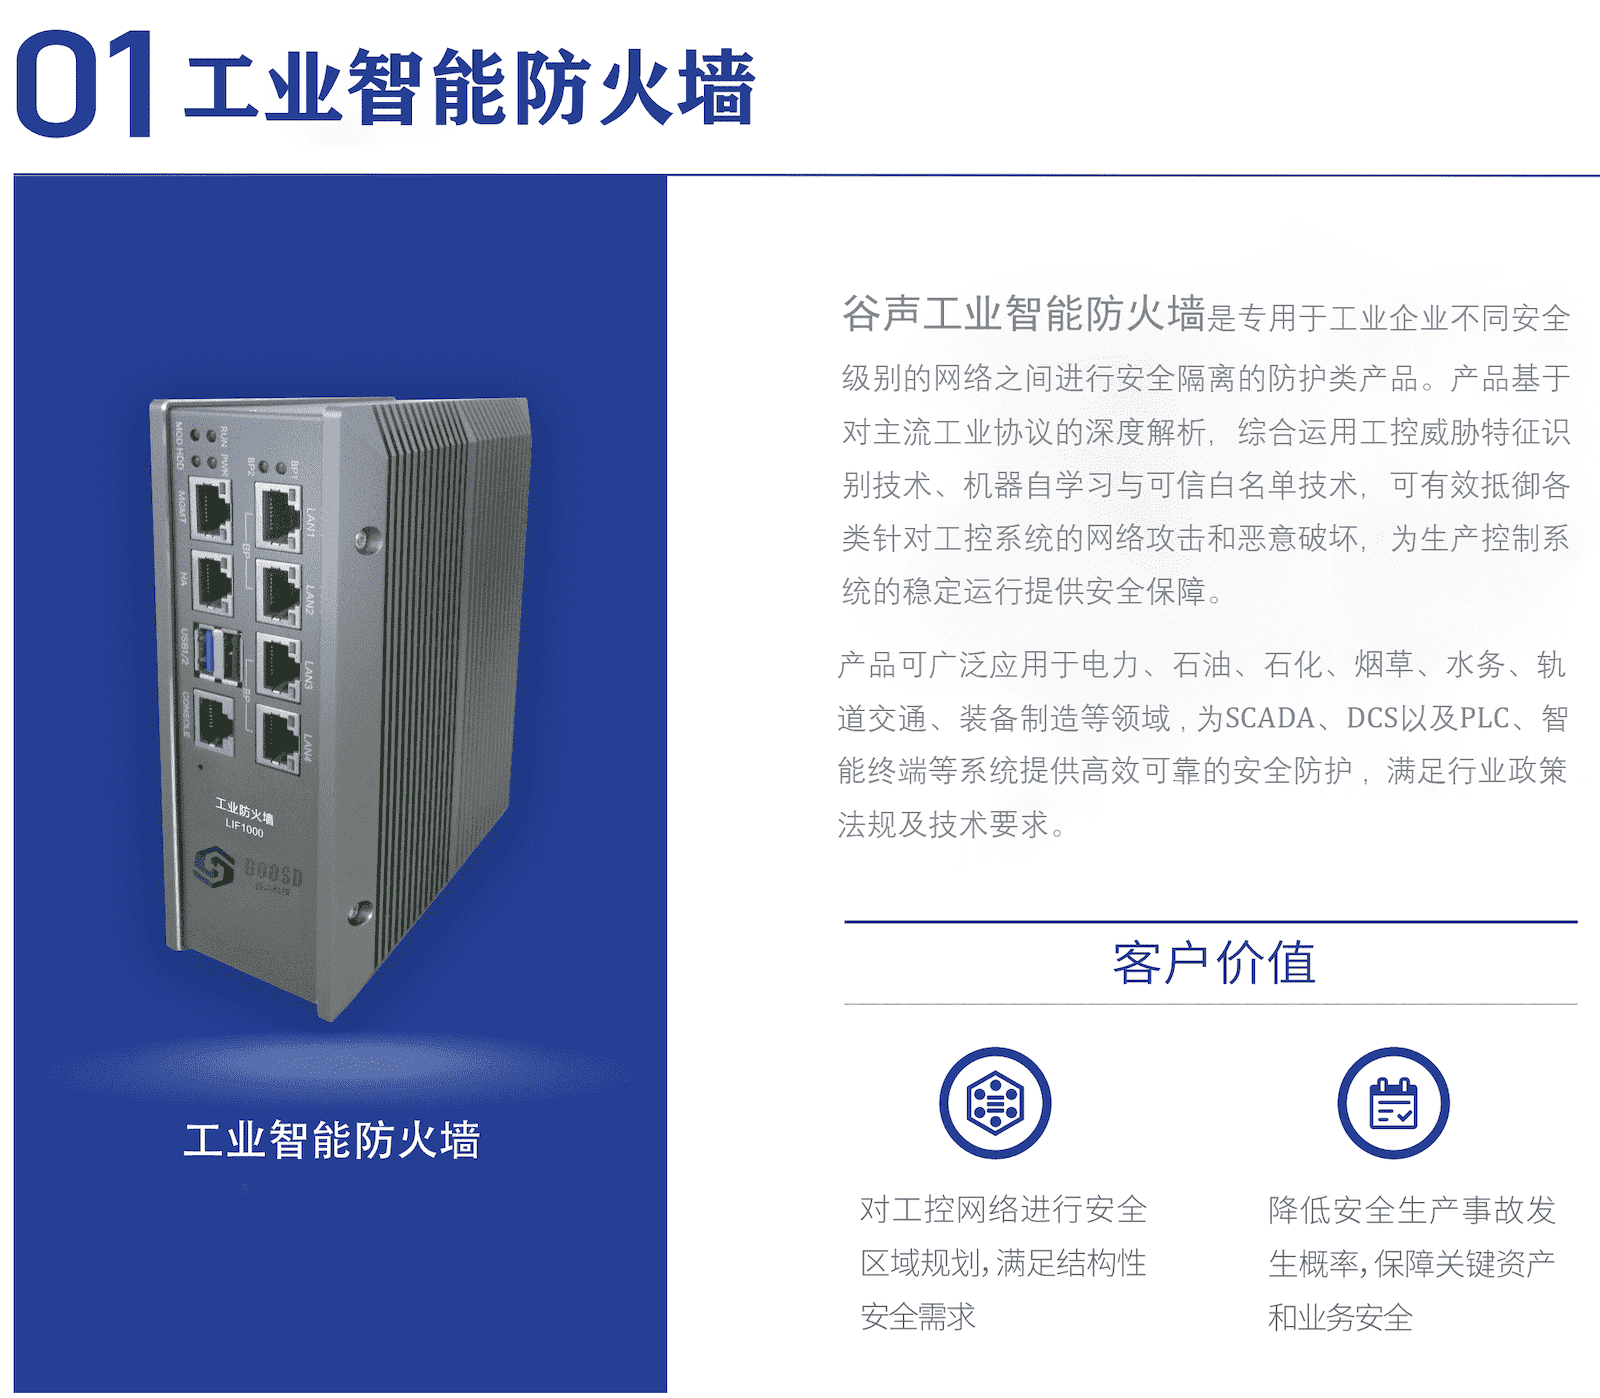 01 工业智能防火墙
谷声工业智能防火墙是专用于工业企业不同安全
级别的网络之间进行安全隔离的防护类产品。产品基于
对主流工业协议的深度解析，综合运用工控威胁特征识
别技术、机器自学习与可信白名单技术，可有效抵御各
类针对工控系统的网络攻击和恶意破坏，为生产控制系
统的稳定运行提供安全保障。
产品可广泛应用于电力、石油、石化、烟草、水务、轨
道交通、装备制造等领域,为SCADA、DCS以及PLC、智
能终端等系统提供高效可靠的安全防护，满足行业政策
法规及技术要求。
MOD HDD
RUN PWR
BP2
BP1
MGMT
LAN1
BP
HA
LAN2
USB1/2
LAN3
BP
CONSOLE
LAN4
工业防火墙
LIF1000
GOOSD
工业智能防火墙
客户价值
对工控网络进行安全
区域规划，满足结构性
安全需求
降低安全生产事故发
生概率，保障关键资产
和业务安全